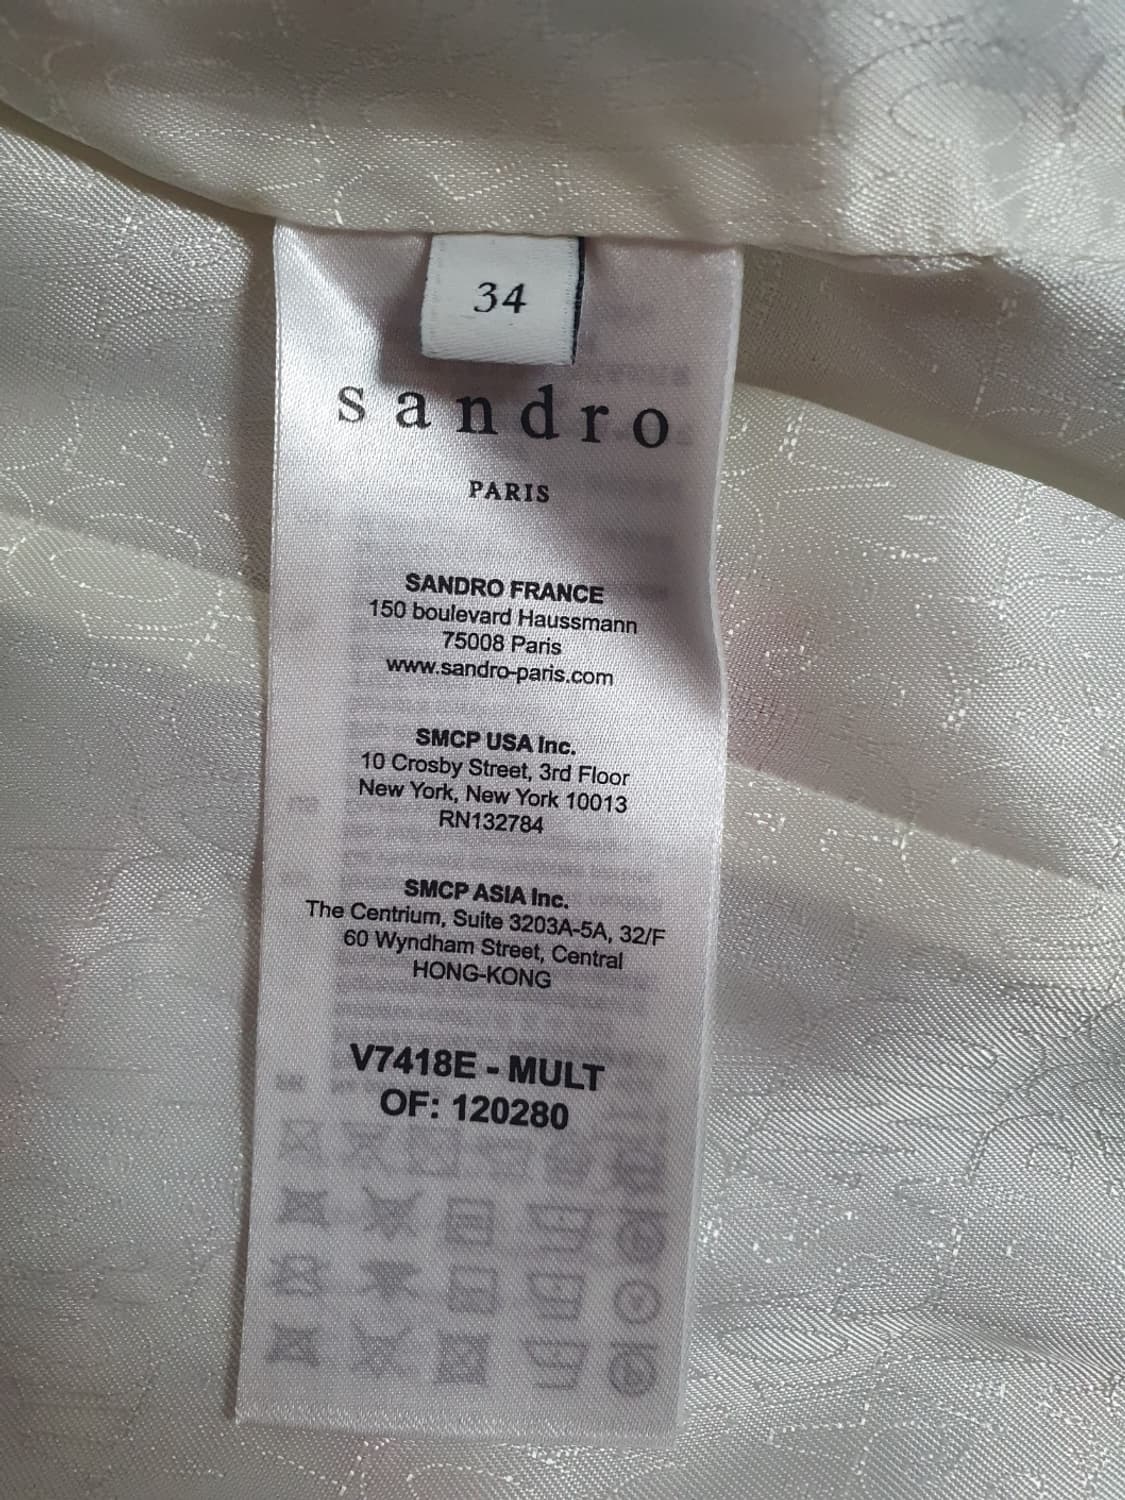 34
sandro
PARIS
SANDRO FRANCE
150 boulevard Haussmann
75008 Paris
www.sandro-paris.com
SMCP USA Inc.
10 Crosby Street, 3rd Floor
New York, New York 10013
RN132784
SMCP ASIA Inc.
The Centrium, Suite 3203A-5A, 32/F
60 Wyndham Street, Central
HONG-KONG
V7418E - MULT
OF: 120280